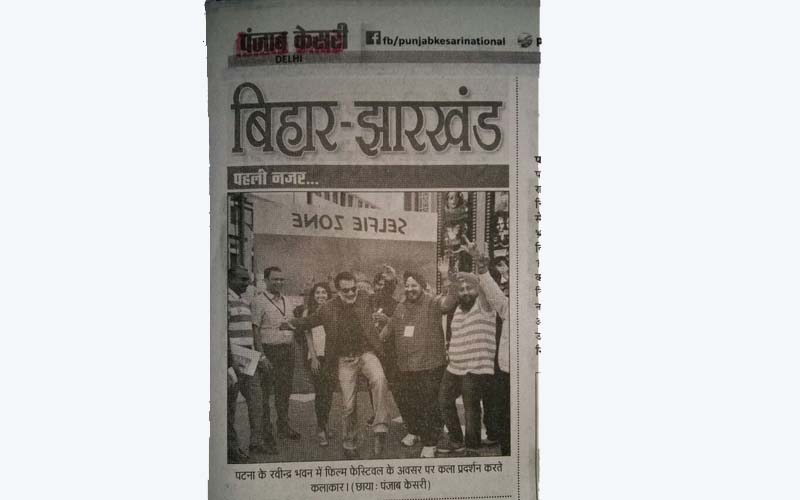 पंजाब केसरी
DELHI
fb/punjabkesarinational
बिहार-झारखंड
पहली नजर...
SELFIE ZONE
पटना के रवीन्द्र भवन में फिल्म फेस्टिवल के अवसर पर कला प्रदर्शन करते
कलाकार। (छाया: पंजाब केसरी)